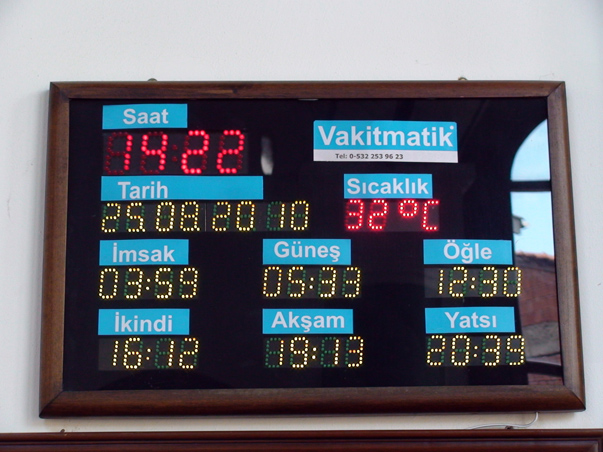 Saat
14:22
Vakitmatik
Tel: 0-532 253 96 23
Tarih
Sıcaklık
25.08.2010
32 °C
İmsak Güneş Öğle
03:59 05:37 12:30
İkindi Akşam Yatsı
16:12 19:13 20:39